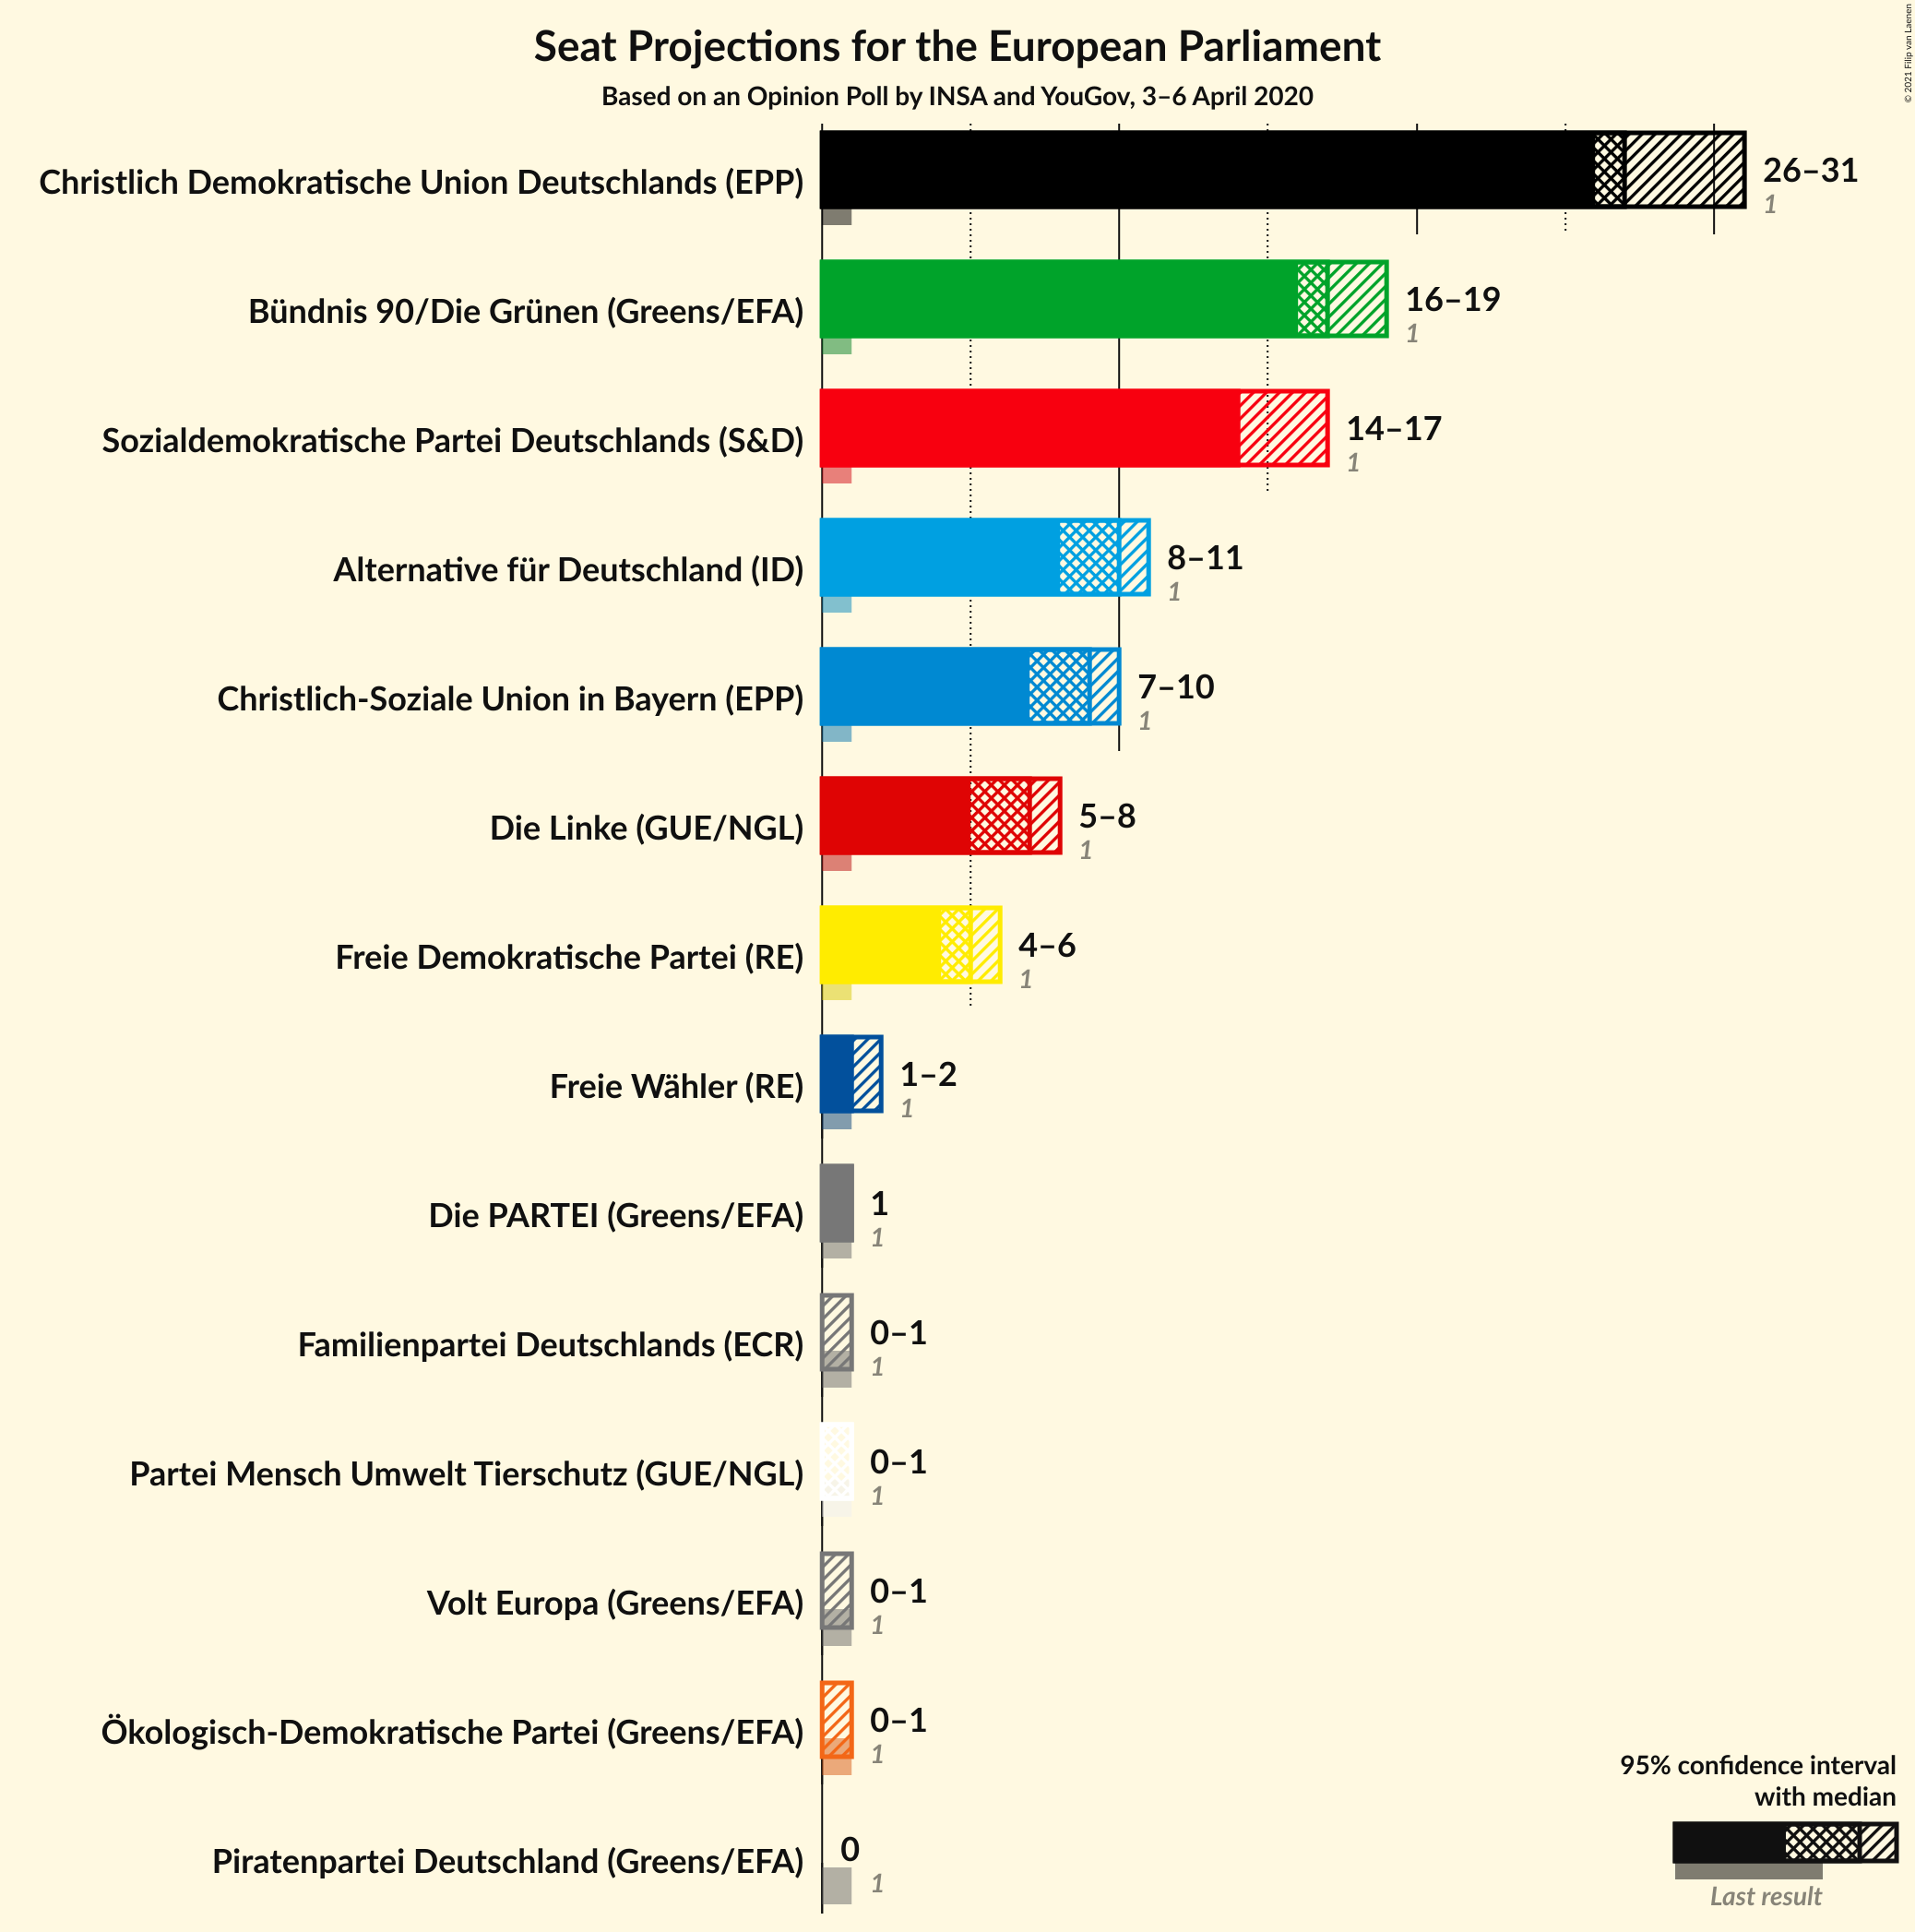 Seat Projections for the European Parliament
Based on an Opinion Poll by INSA and YouGov, 3–6 April 2020
© 2021 Filip van Laenen
Christlich Demokratische Union Deutschlands (EPP)
26–31
1
Bündnis 90/Die Grünen (Greens/EFA)
16–19
1
Sozialdemokratische Partei Deutschlands (S&D)
14–17
1
Alternative für Deutschland (ID)
8–11
1
Christlich-Soziale Union in Bayern (EPP)
7–10
1
Die Linke (GUE/NGL)
5–8
1
Freie Demokratische Partei (RE)
4–6
1
Freie Wähler (RE)
1–2
1
Die PARTEI (Greens/EFA)
1
1
Familienpartei Deutschlands (ECR)
0–1
1
Partei Mensch Umwelt Tierschutz (GUE/NGL)
0–1
1
Volt Europa (Greens/EFA)
0–1
1
Ökologisch-Demokratische Partei (Greens/EFA)
0–1
1
Piratenpartei Deutschland (Greens/EFA)
0
1
95% confidence interval
with median
Last result